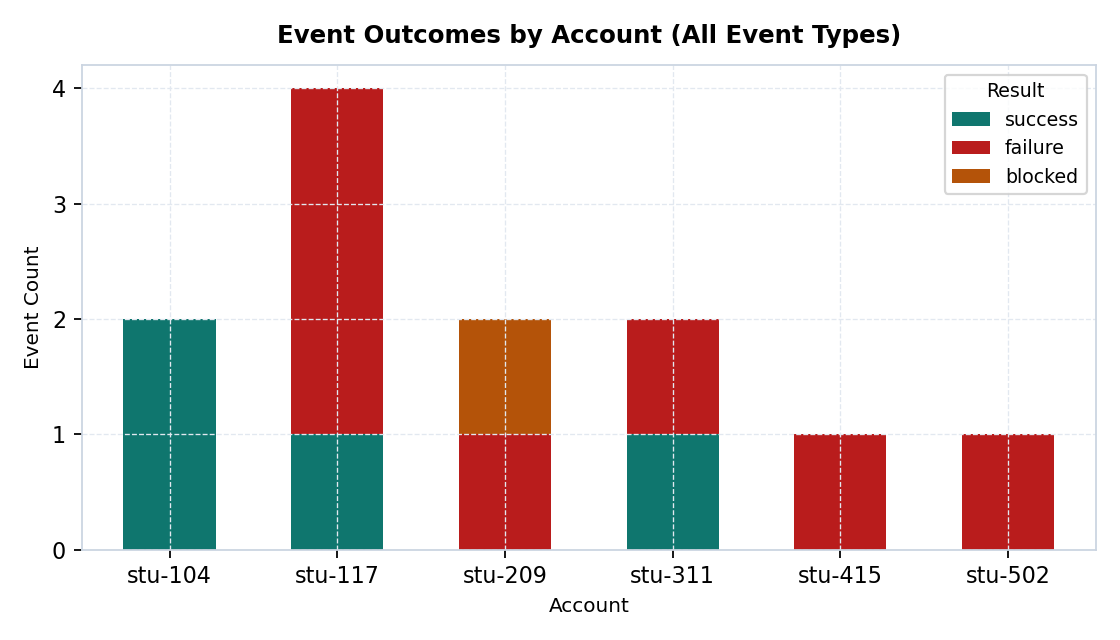 Event Outcomes by Account (All Event Types)
Result
success
failure
blocked
Event Count
4
3
2
1
0
stu-104
stu-117
stu-209
stu-311
stu-415
stu-502
Account